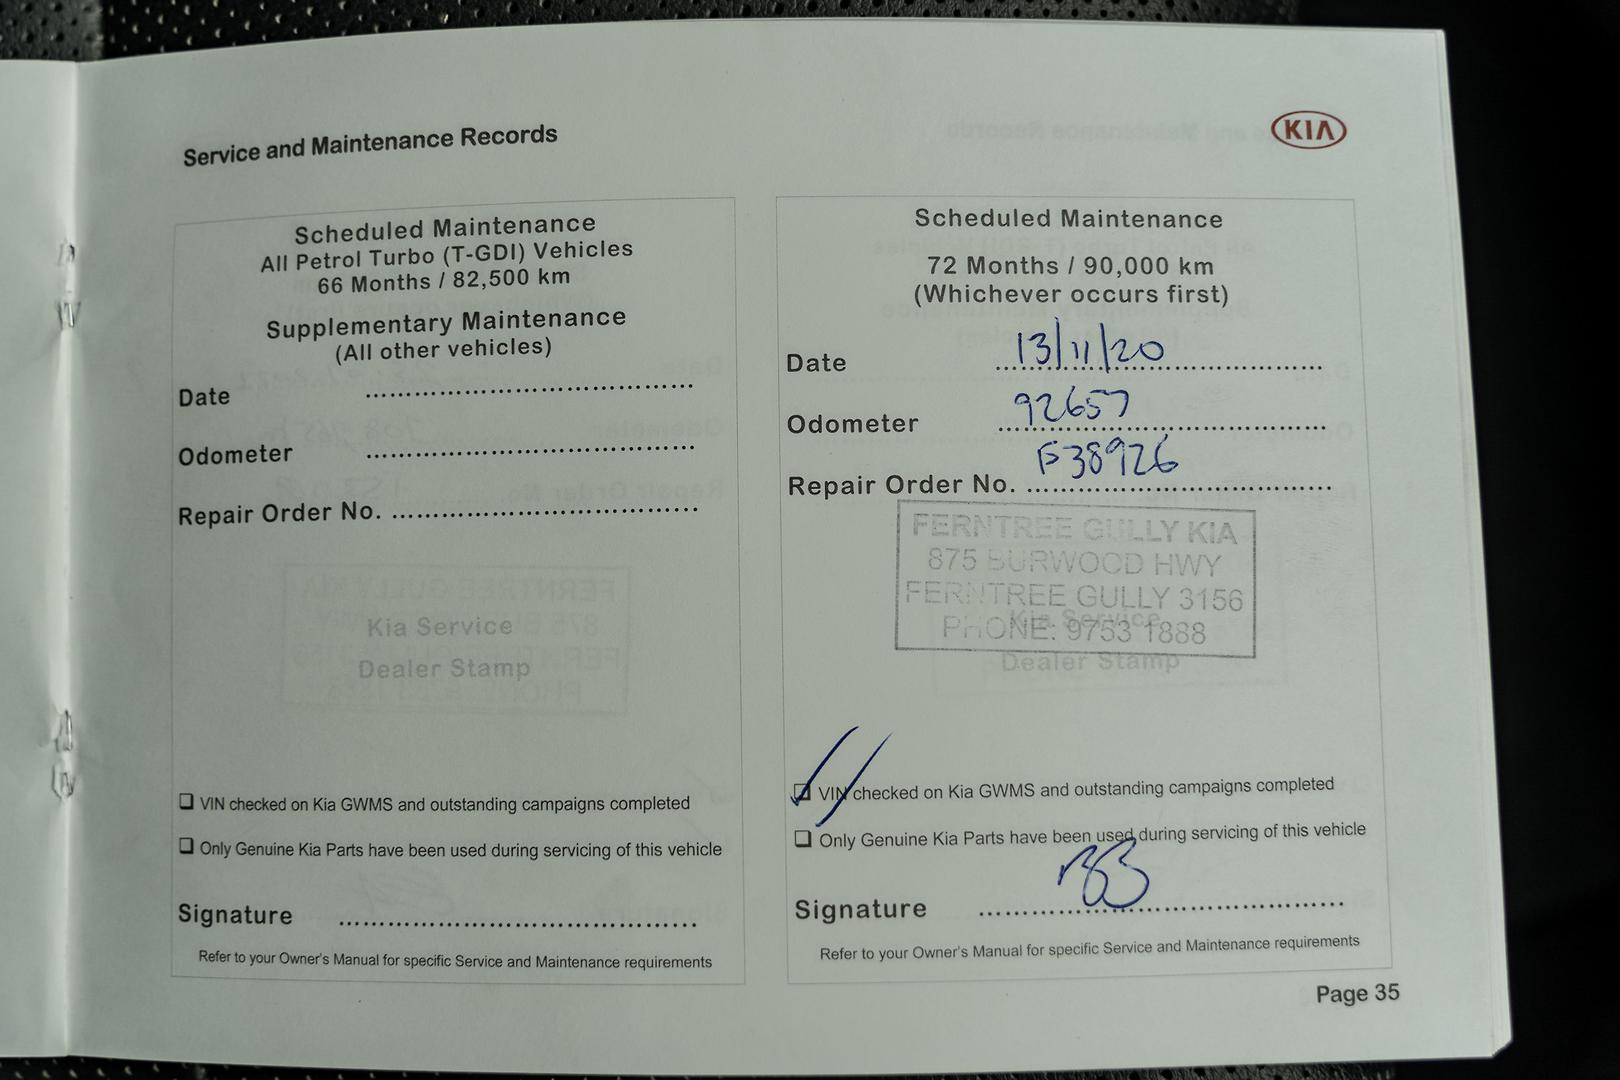 Service and Maintenance Records
KIA
Scheduled Maintenance
All Petrol Turbo (T-GDI) Vehicles
66 Months / 82,500 km
Supplementary Maintenance
(All other vehicles)
Date
Odometer
Repair Order No.
Kia Service
Dealer Stamp
❑ VIN checked on Kia GWMS and outstanding campaigns completed
❑ Only Genuine Kia Parts have been used during servicing of this vehicle
Signature
Refer to your Owner's Manual for specific Service and Maintenance requirements
Scheduled Maintenance
72 Months / 90,000 km
(Whichever occurs first)
Date 13/11/20
Odometer 92657
Repair Order No. F38926
FERNTREE GULLY KIA
875 BURWOOD HWY
FERNTREE GULLY 3156
PHONE: 9753 1888
Kia Service
Dealer Stamp
❑ VIN checked on Kia GWMS and outstanding campaigns completed
❑ Only Genuine Kia Parts have been used during servicing of this vehicle
Signature
Refer to your Owner's Manual for specific Service and Maintenance requirements
Page 35